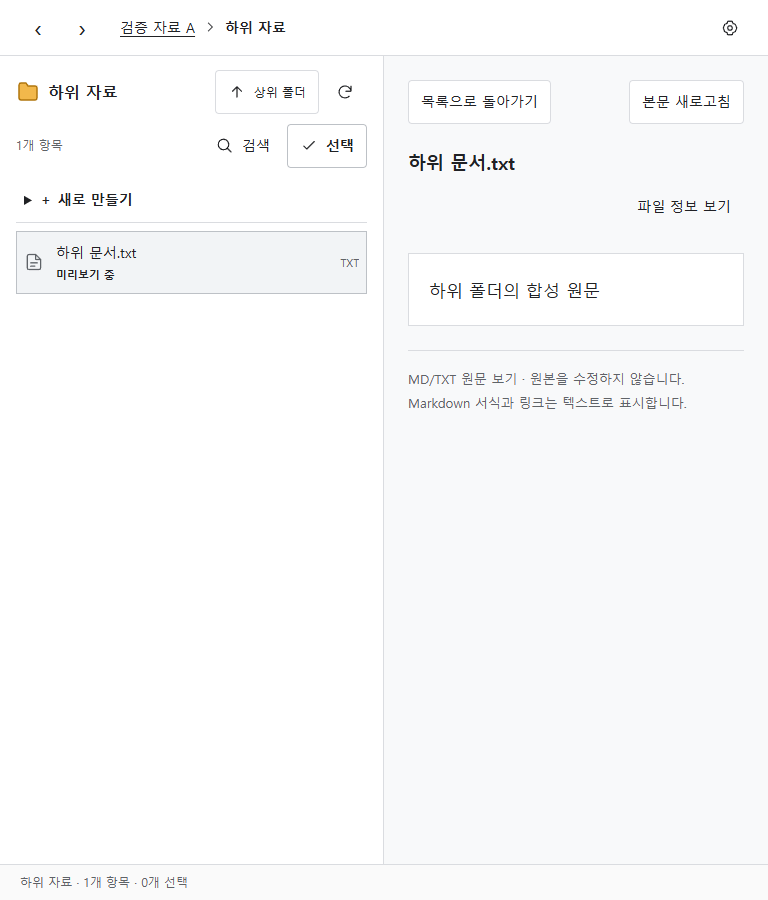 검증 자료 A > 하위 자료
하위 자료
상위 폴더
1개 항목
검색
선택
+ 새로 만들기
하위 문서.txt
미리보기 중
TXT
목록으로 돌아가기
본문 새로고침
하위 문서.txt
파일 정보 보기
하위 폴더의 합성 원문
MD/TXT 원문 보기 · 원본을 수정하지 않습니다.
Markdown 서식과 링크는 텍스트로 표시합니다.
하위 자료 · 1개 항목 · 0개 선택